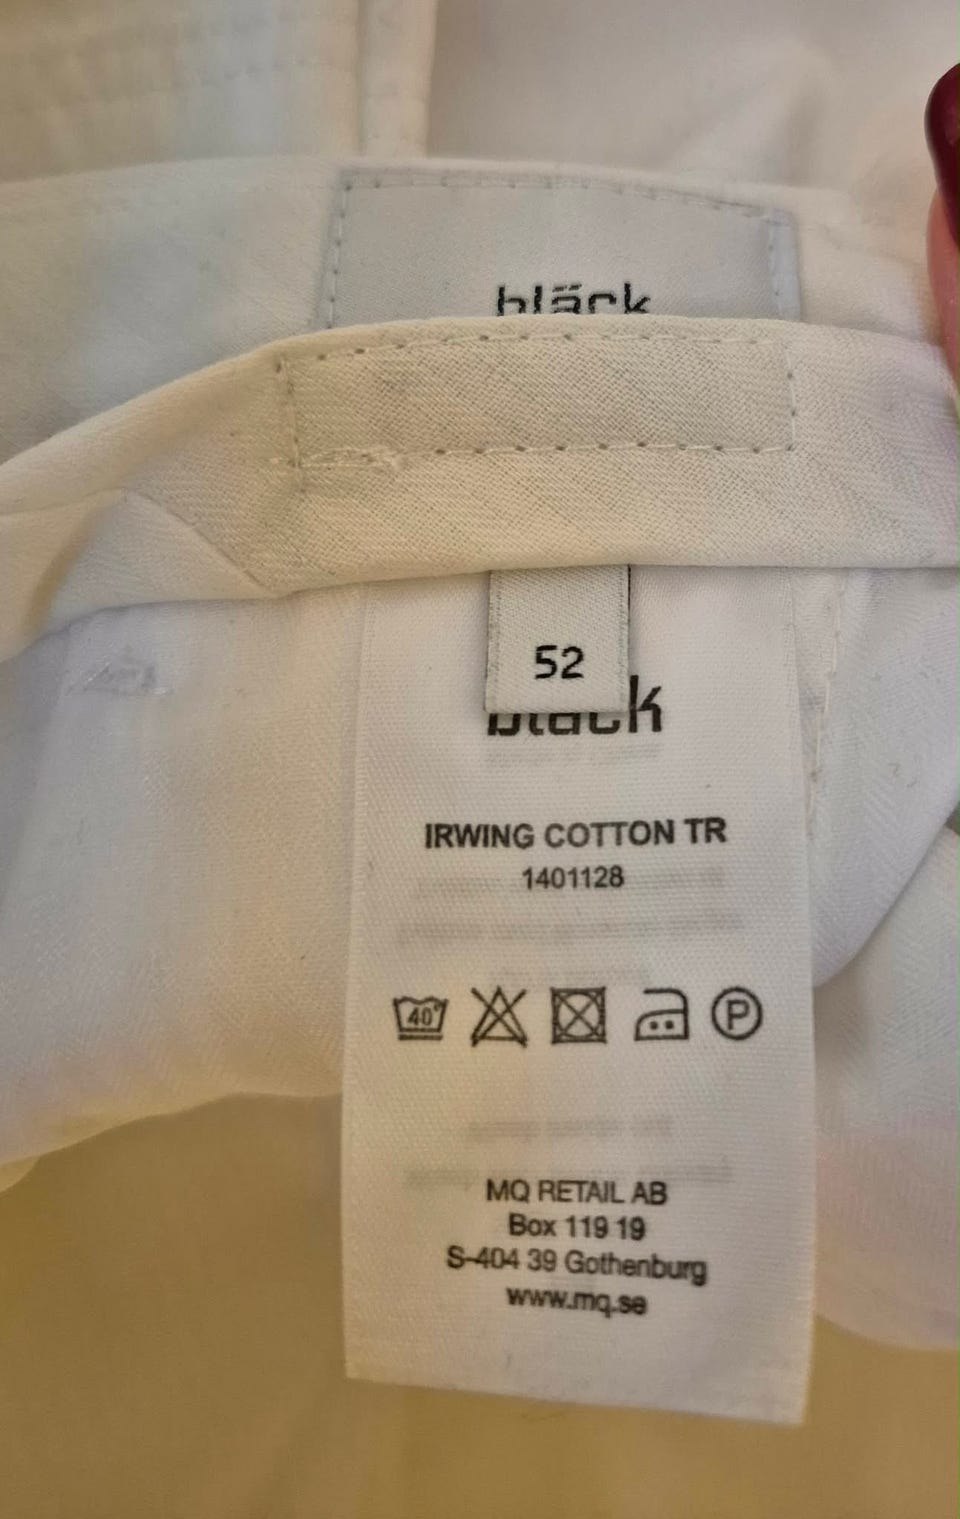 bläck
52
bläck
IRWING COTTON TR
1401128
40°
P
MQ RETAIL AB
Box 119 19
S-404 39 Gothenburg
www.mq.se